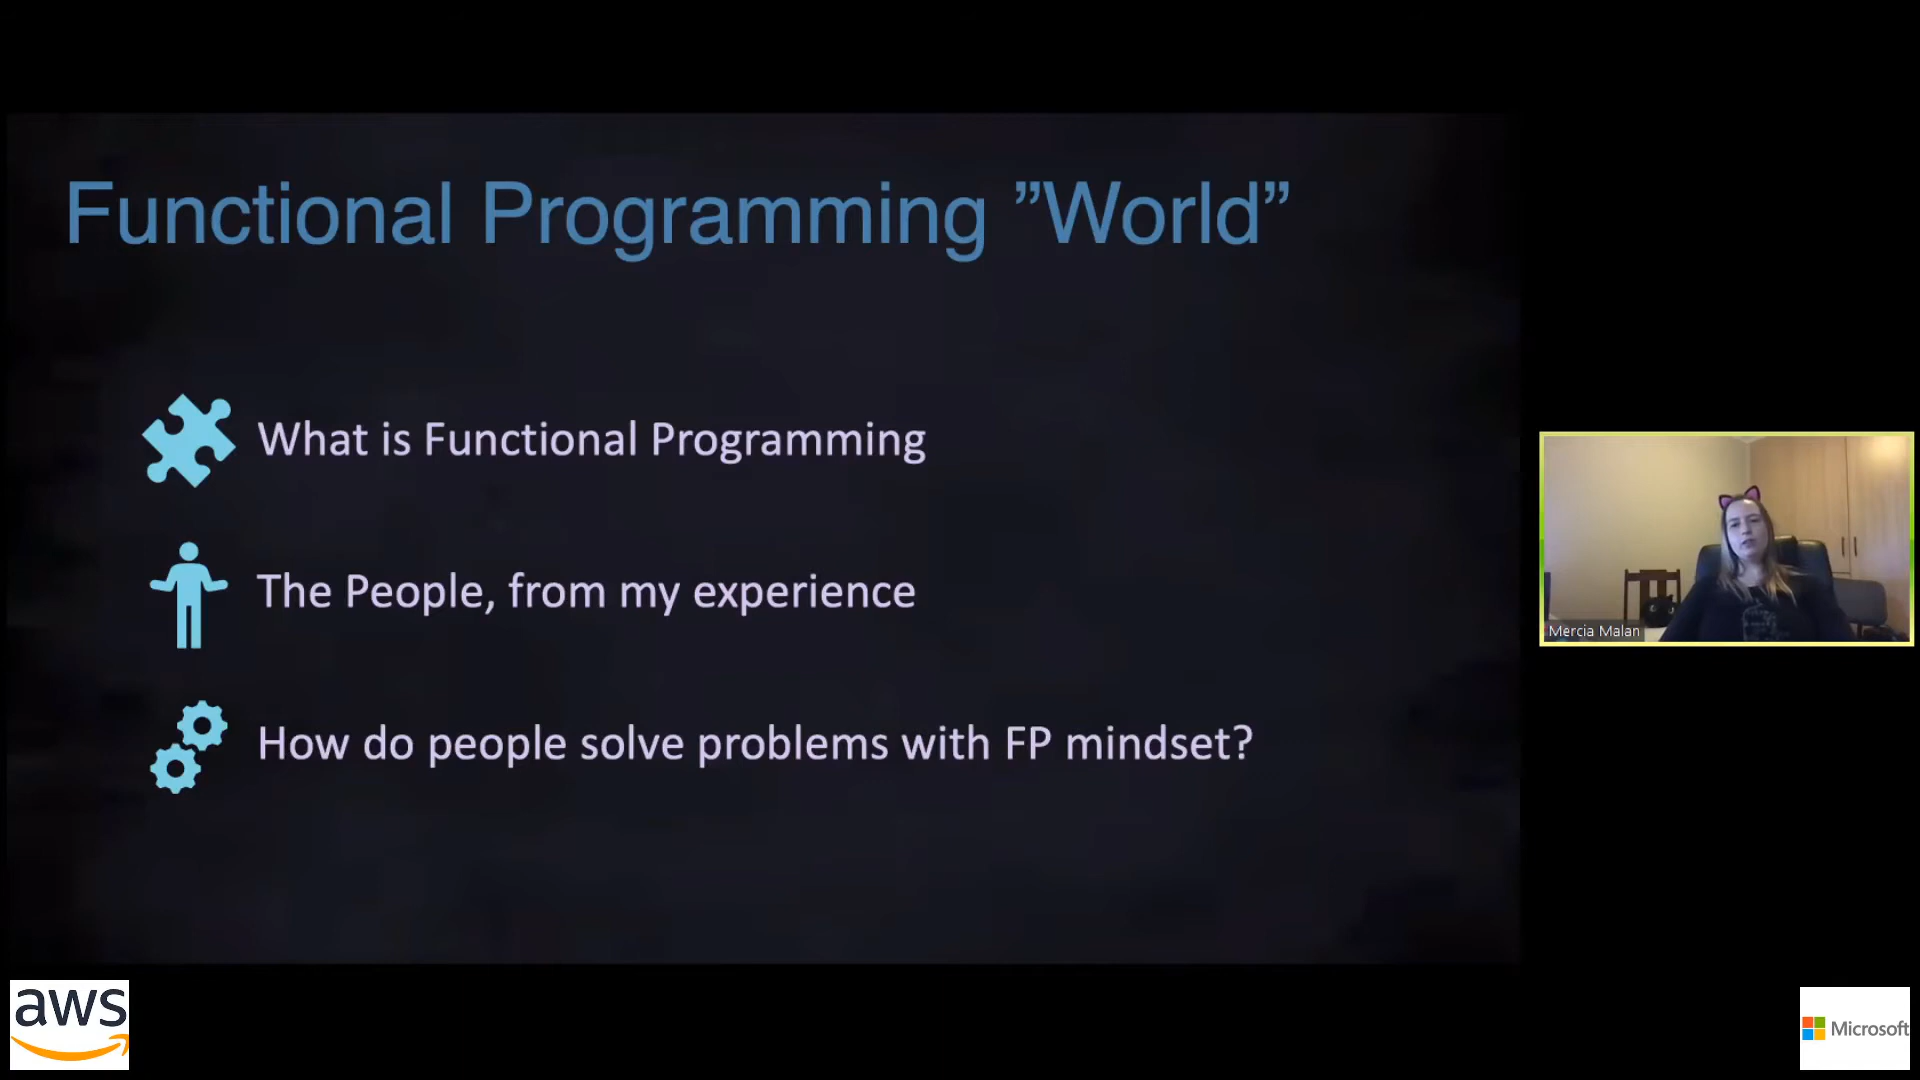 Functional Programming ”World”
What is Functional Programming
The People, from my experience
How do people solve problems with FP mindset?
Mercia Malan
aws
Microsoft